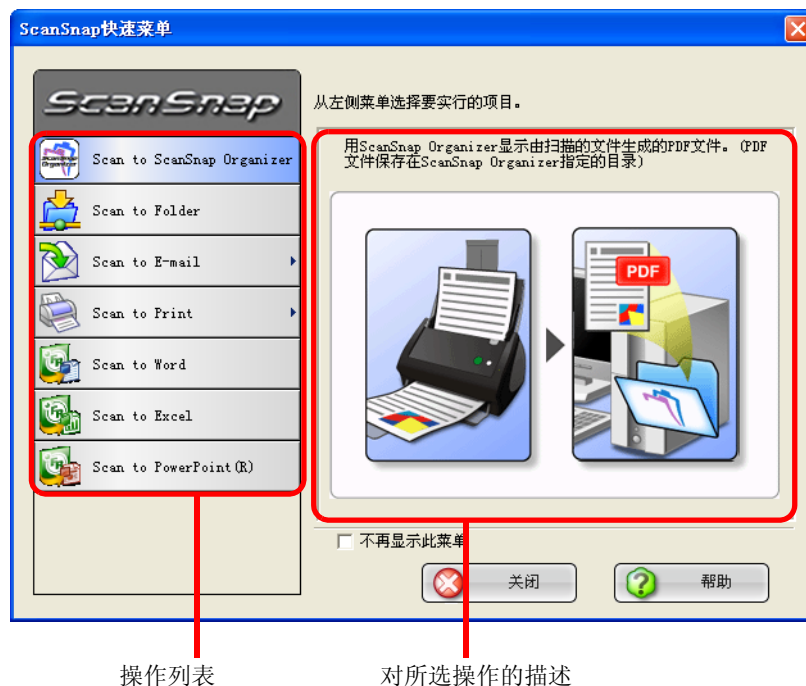 ScanSnap快速菜单
ScanSnap
从左侧菜单选择要实行的项目。
Scan to ScanSnap Organizer
Scan to Folder
Scan to E-mail
Scan to Print
Scan to Word
Scan to Excel
Scan to PowerPoint(R)
用ScanSnap Organizer显示由扫描的文件生成的PDF文件。(PDF
文件保存在ScanSnap Organizer指定的目录)
PDF
不再显示此菜单
关闭
帮助
操作列表
对所选操作的描述